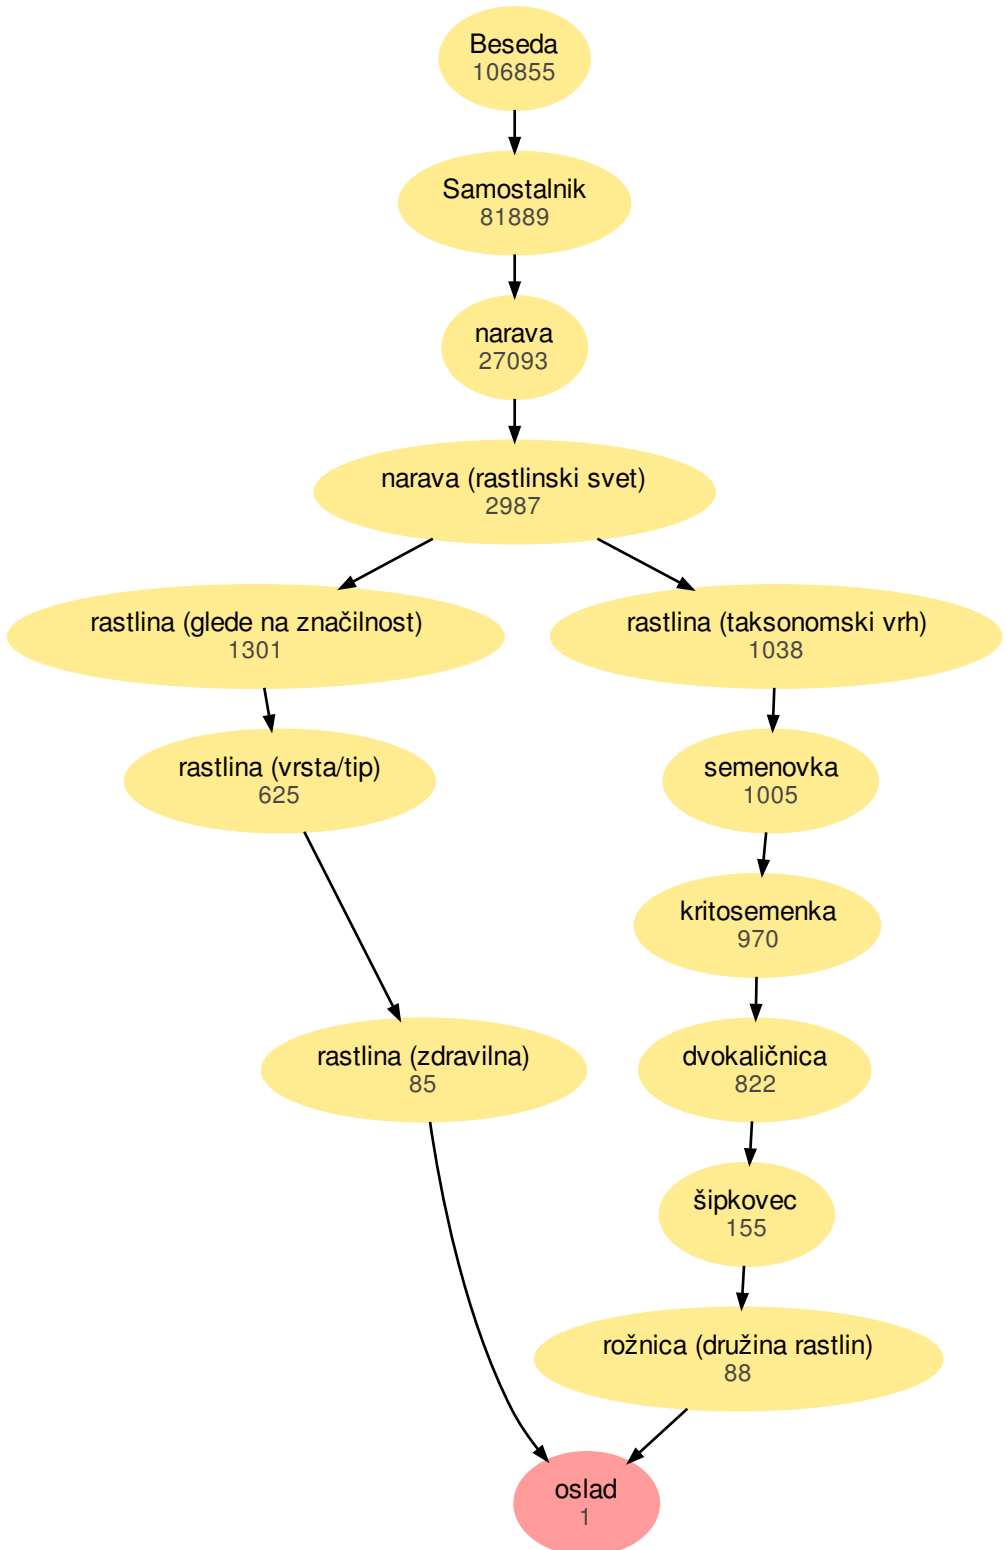 Beseda
106855
Samostalnik
81889
narava
27093
narava (rastlinski svet)
2987
rastlina (glede na značilnost)
1301
rastlina (taksonomski vrh)
1038
rastlina (vrsta/tip)
625
semenovka
1005
kritosemenka
970
rastlina (zdravilna)
85
dvokaličnica
822
šipkovec
155
rožnica (družina rastlin)
88
oslad
1